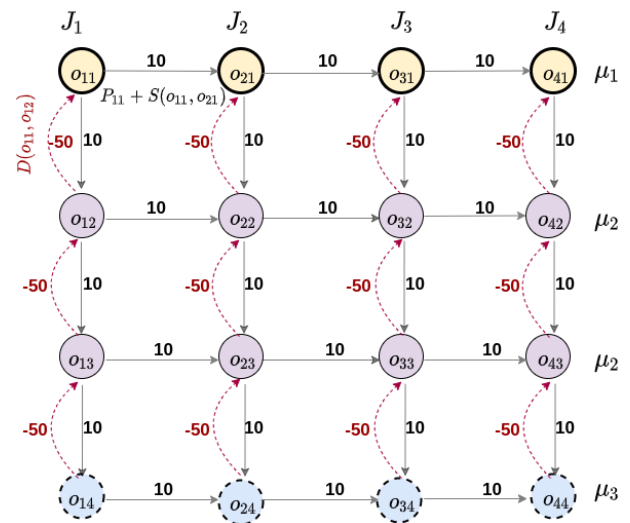 J₁ J₂ J₃ J₄
10 10 10
o₁₁ o₂₁ o₃₁ o₄₁ μ₁
P₁₁ + S(o₁₁, o₂₁)
D(o₁₁, o₁₂)
-50 10 -50 10 -50 10 -50 10
10 10 10
o₁₂ o₂₂ o₃₂ o₄₂ μ₂
-50 10 -50 10 -50 10 -50 10
10 10 10
o₁₃ o₂₃ o₃₃ o₄₃ μ₂
-50 10 -50 10 -50 10 -50 10
10 10 10
o₁₄ o₂₄ o₃₄ o₄₄ μ₃